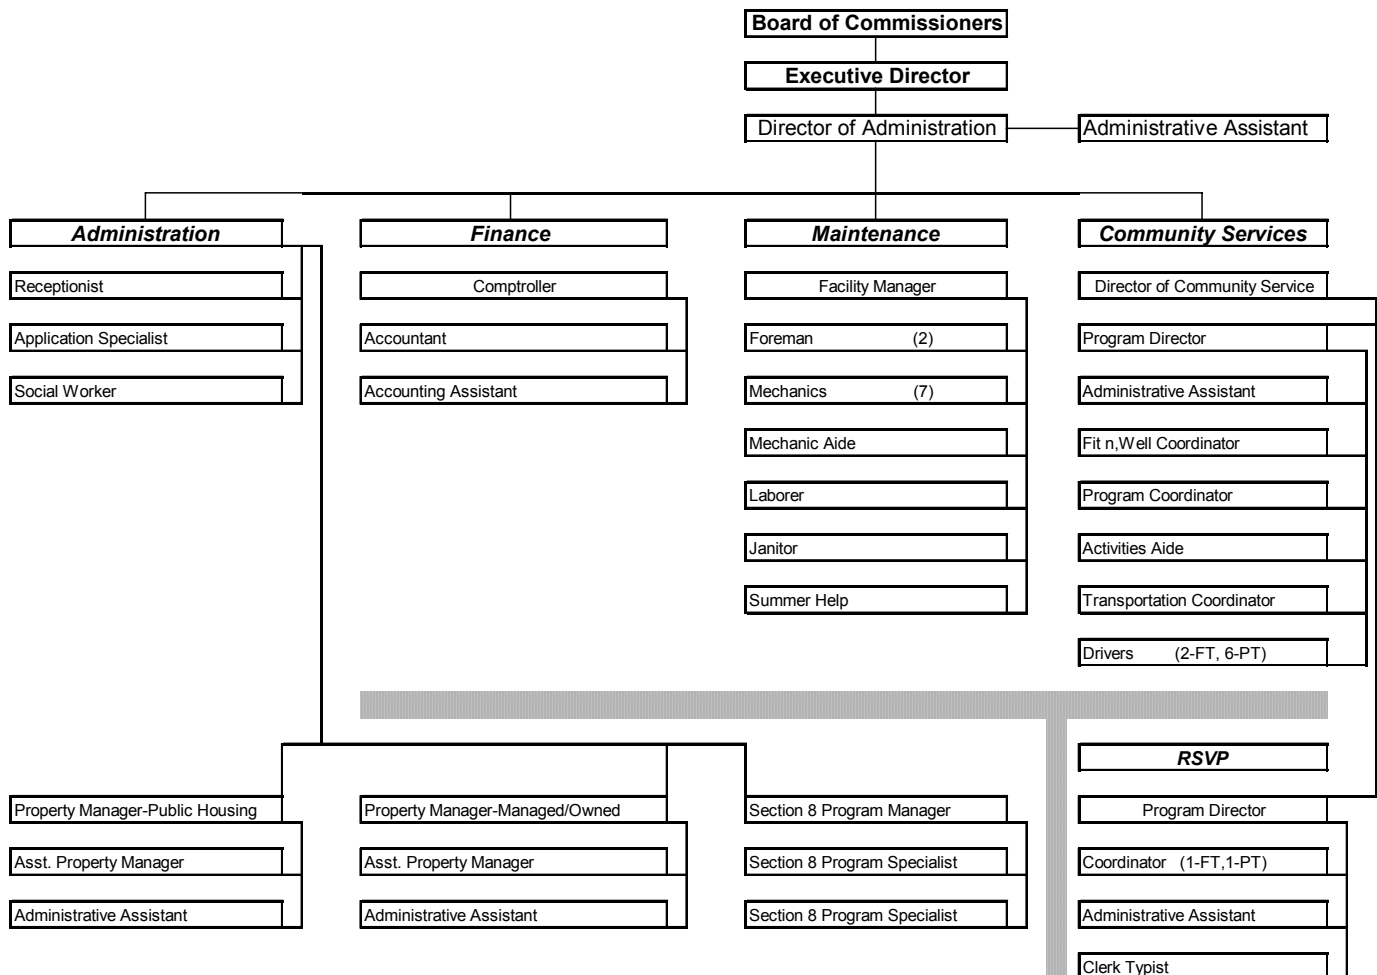 Board of Commissioners
Executive Director
Director of Administration
Administrative Assistant
Administration
Finance
Maintenance
Community Services
Receptionist
Comptroller
Facility Manager
Director of Community Service
Application Specialist
Accountant
Foreman (2)
Program Director
Social Worker
Accounting Assistant
Mechanics (7)
Administrative Assistant
Mechanic Aide
Fit n,Well Coordinator
Laborer
Program Coordinator
Janitor
Activities Aide
Summer Help
Transportation Coordinator
Drivers (2-FT, 6-PT)
RSVP
Property Manager-Public Housing
Property Manager-Managed/Owned
Section 8 Program Manager
Program Director
Asst. Property Manager
Asst. Property Manager
Section 8 Program Specialist
Coordinator (1-FT,1-PT)
Administrative Assistant
Administrative Assistant
Section 8 Program Specialist
Administrative Assistant
Clerk Typist